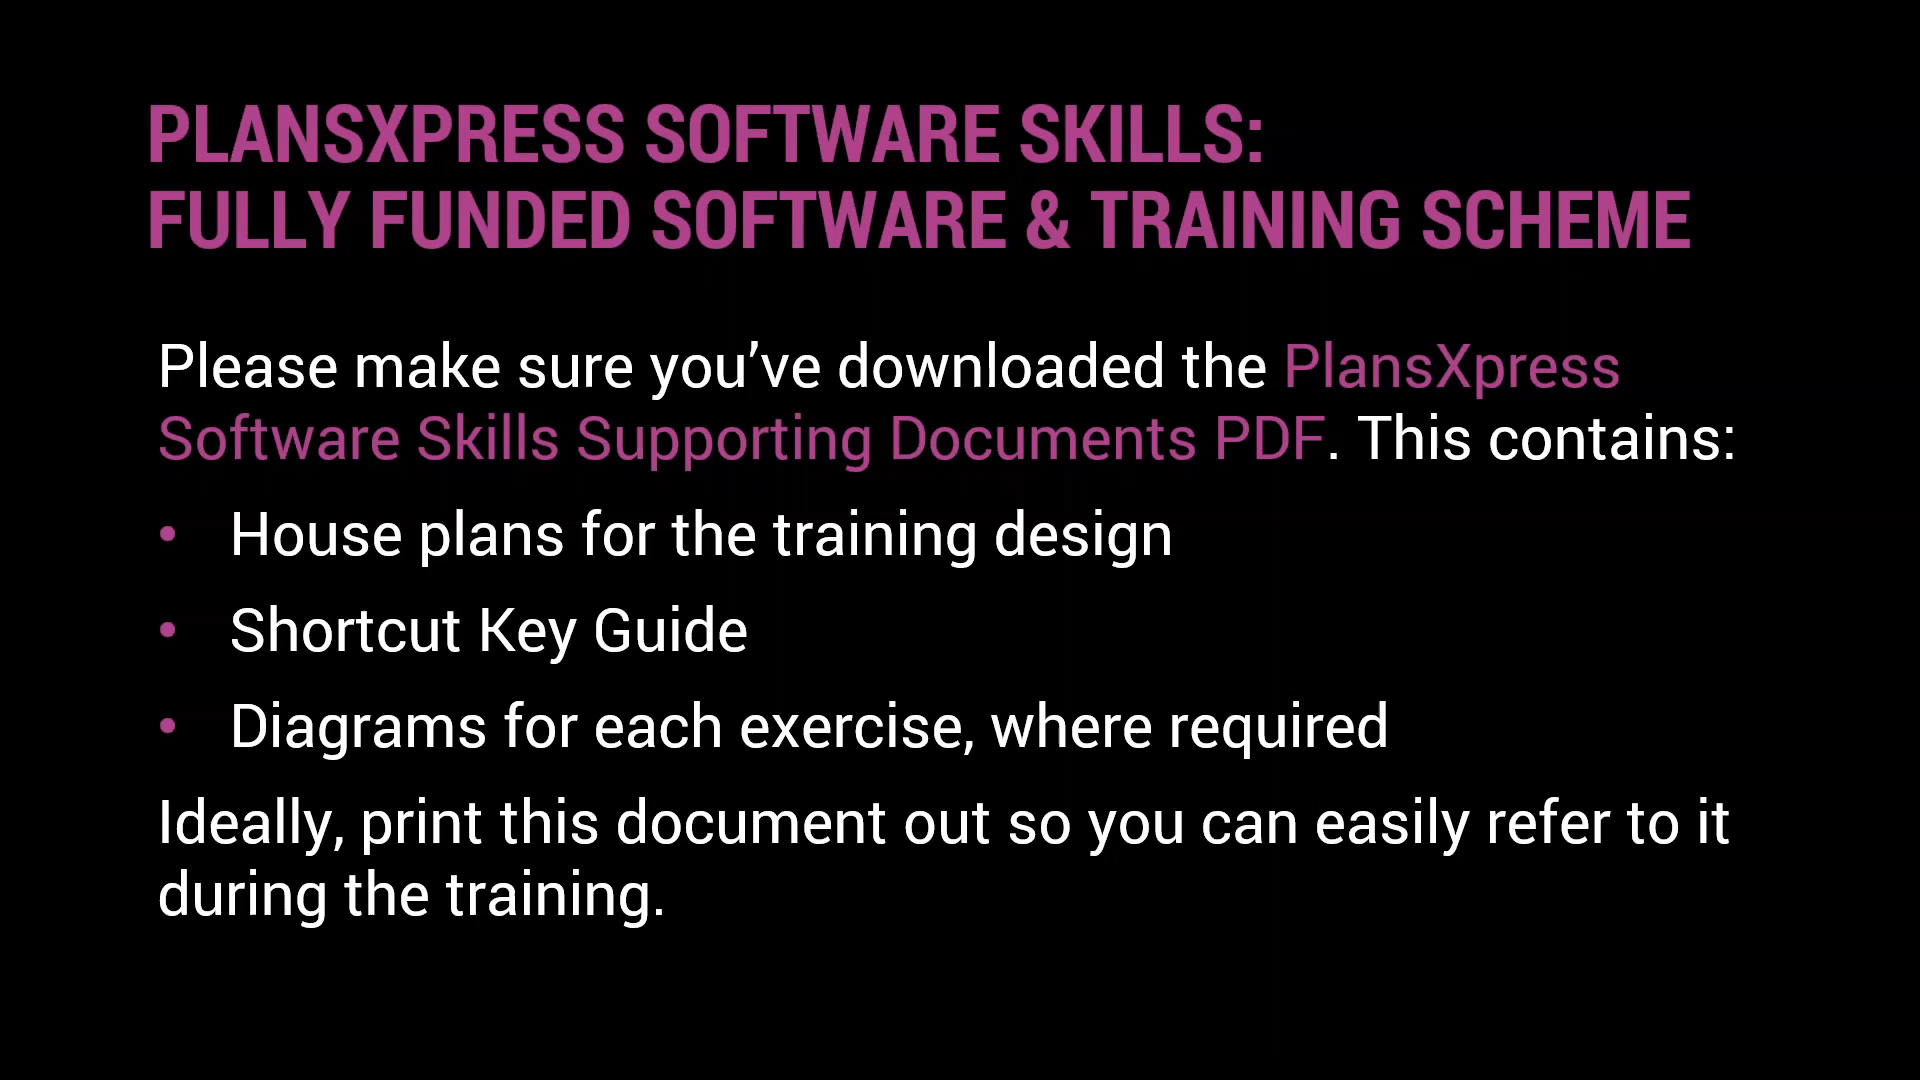 PLANSXPRESS SOFTWARE SKILLS:
FULLY FUNDED SOFTWARE & TRAINING SCHEME
Please make sure you’ve downloaded the PlansXpress
Software Skills Supporting Documents PDF. This contains:
• House plans for the training design
• Shortcut Key Guide
• Diagrams for each exercise, where required
Ideally, print this document out so you can easily refer to it
during the training.